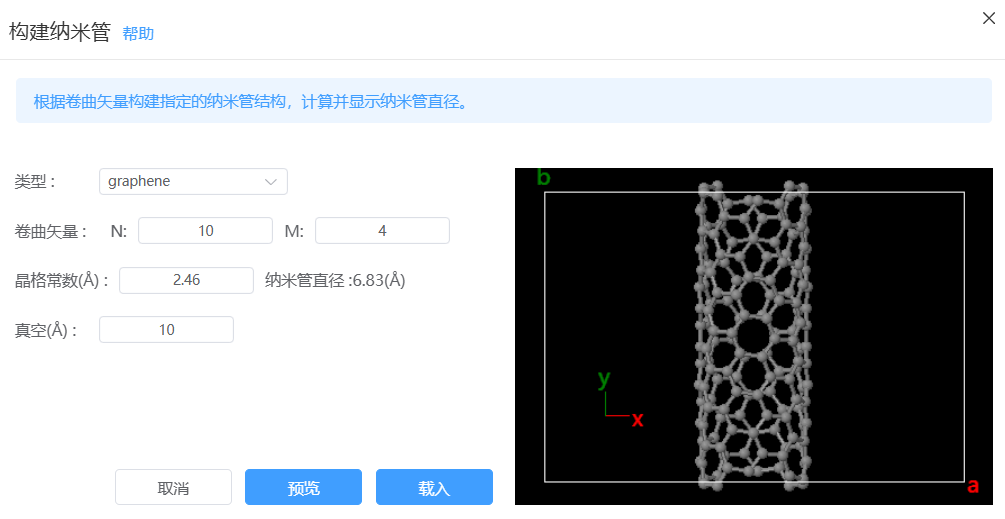 构建纳米管 帮助
根据卷曲矢量构建指定的纳米管结构，计算并显示纳米管直径。
类型： graphene
卷曲矢量： N: 10 M: 4
晶格常数(Å)： 2.46 纳米管直径 :6.83(Å)
真空(Å)： 10
取消 预览 载入
b
y
x
a